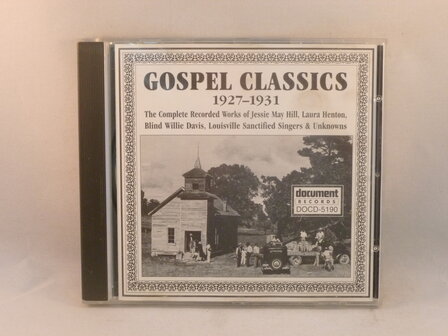 GOSPEL CLASSICS
1927-1931
The Complete Recorded Works of Jessie May Hill, Laura Henton,
Blind Willie Davis, Louisville Sanctified Singers & Unknowns
document
RECORDS
DOCD-5190